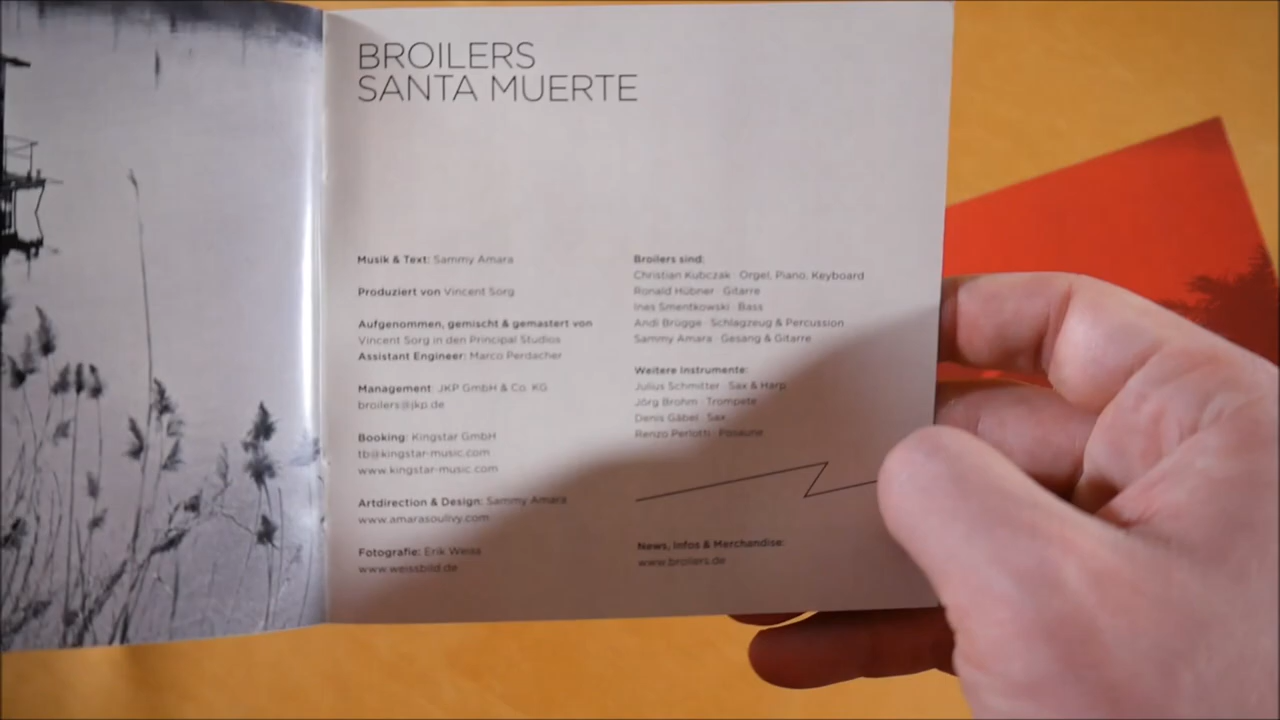 BROILERS
SANTA MUERTE
Musik & Text: Sammy Amara
Produziert von Vincent Sorg
Aufgenommen, gemischt & gemastert von
Vincent Sorg in den Principal Studios
Assistant Engineer: Marco Perdacher
Management: JKP GmbH & Co. KG
broilers@jkp.de
Booking: Kingstar GmbH
tb@kingstar-music.com
www.kingstar-music.com
Artdirection & Design: Sammy Amara
www.amarasoulivy.com
Fotografie: Erik Weiss
www.weissbild.de
Broilers sind:
Christian Kubczak · Orgel, Piano, Keyboard
Ronald Hübner · Gitarre
Ines Smentkowski · Bass
Andi Brügge · Schlagzeug & Percussion
Sammy Amara · Gesang & Gitarre
Weitere Instrumente:
Julius Schmitter · Sax & Harp
Jörg Brohm · Trompete
Denis Gäbel · Sax
Renzo Perlotti · Posaune
News, Infos & Merchandise:
www.broilers.de